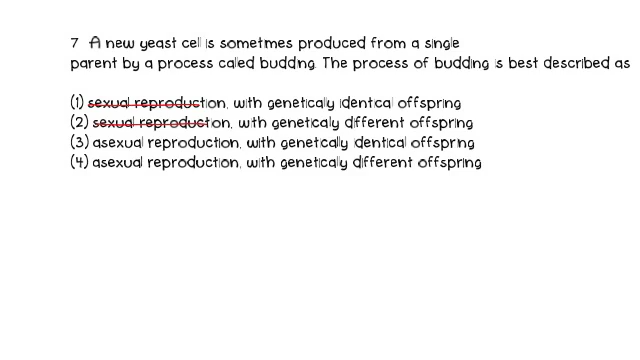 7 A new yeast cell is sometimes produced from a single
parent by a process called budding. The process of budding is best described as
(1) sexual reproduction, with genetically identical offspring
(2) sexual reproduction, with geneticaly different offspring
(3) asexual reproduction, with genetically identical offspring
(4) asexual reproduction, with genetically different offspring